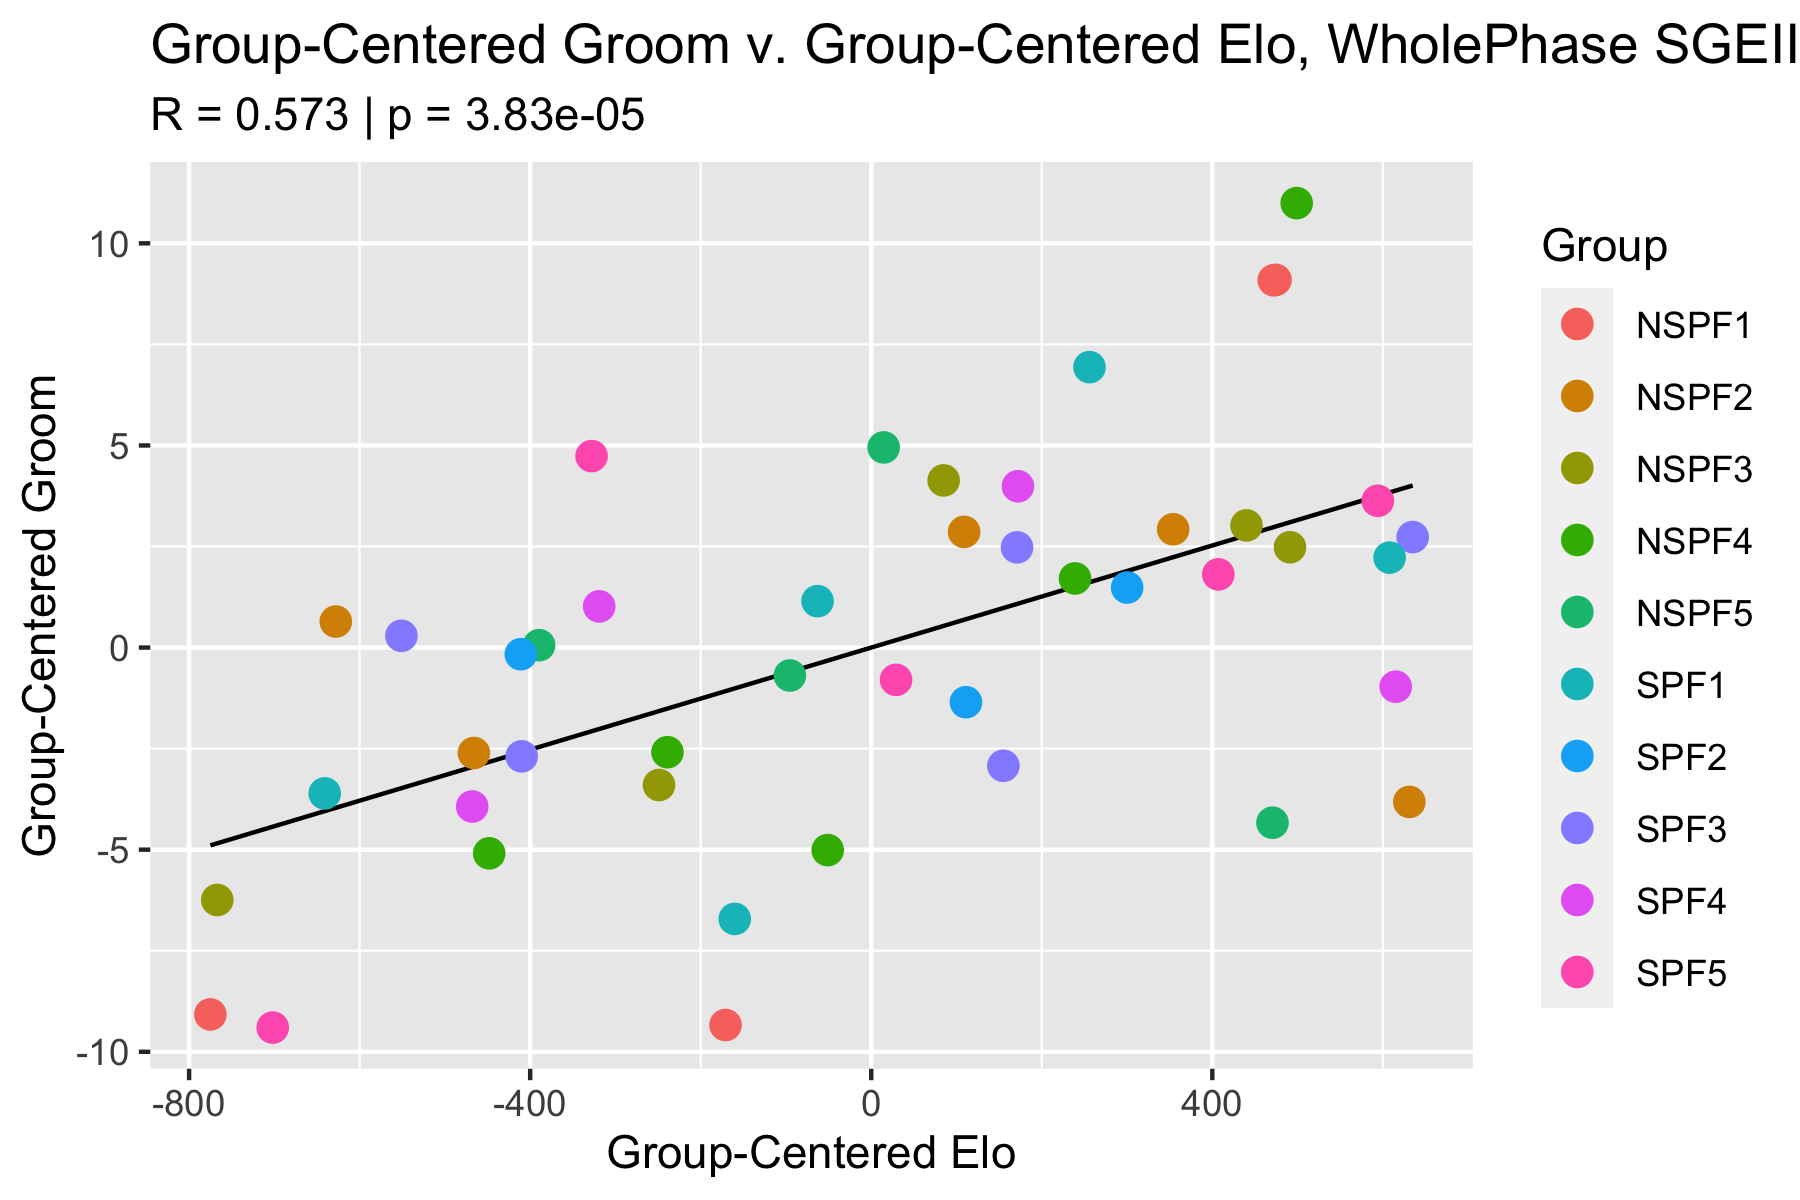 Group-Centered Groom v. Group-Centered Elo, WholePhase SGEII
R = 0.573 | p = 3.83e-05
Group-Centered Groom
10
5
0
-5
-10
-800
-400
0
400
Group-Centered Elo
Group
NSPF1
NSPF2
NSPF3
NSPF4
NSPF5
SPF1
SPF2
SPF3
SPF4
SPF5